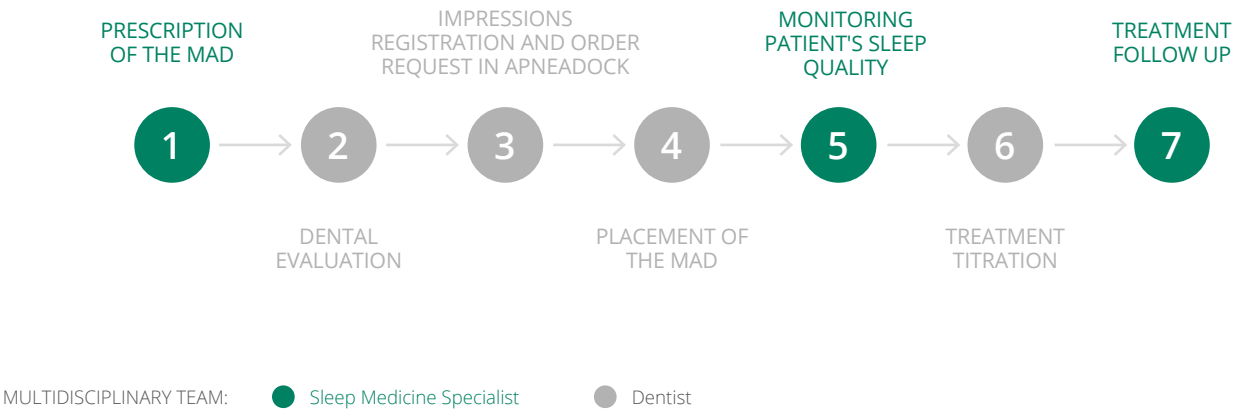 PRESCRIPTION
OF THE MAD
IMPRESSIONS
REGISTRATION AND ORDER
REQUEST IN APNEADOCK
MONITORING
PATIENT'S SLEEP
QUALITY
TREATMENT
FOLLOW UP
1
2
3
4
5
6
7
DENTAL
EVALUATION
PLACEMENT OF
THE MAD
TREATMENT
TITRATION
MULTIDISCIPLINARY TEAM:
Sleep Medicine Specialist
Dentist